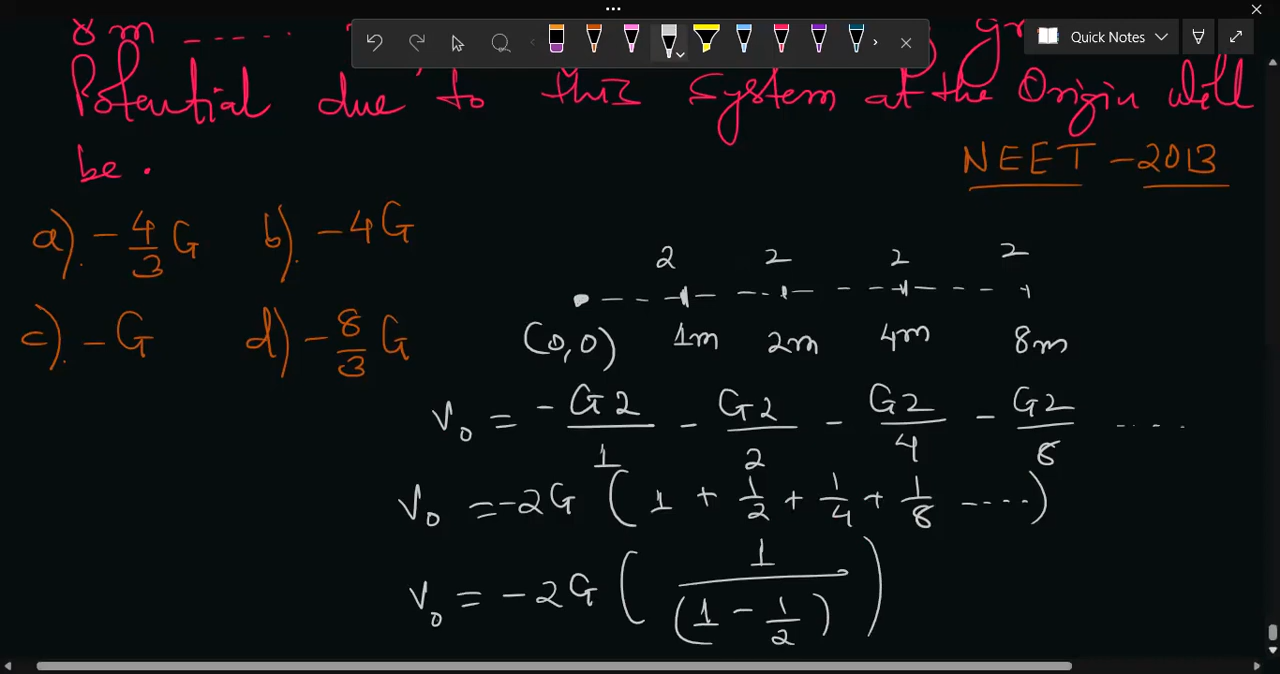 8m -----
Quick Notes
Potential due to this System at the Origin will
be.
NEET - 2013
a). - 4/3 G b). - 4G
c). - G d) - 8/3 G
2 2 2 2
(0,0) 1m 2m 4m 8m
V₀ = - G2/1 - G2/2 - G2/4 - G2/8 ......
V₀ = -2G ( 1 + 1/2 + 1/4 + 1/8 ----- )
V₀ = - 2G ( 1/(1 - 1/2) )